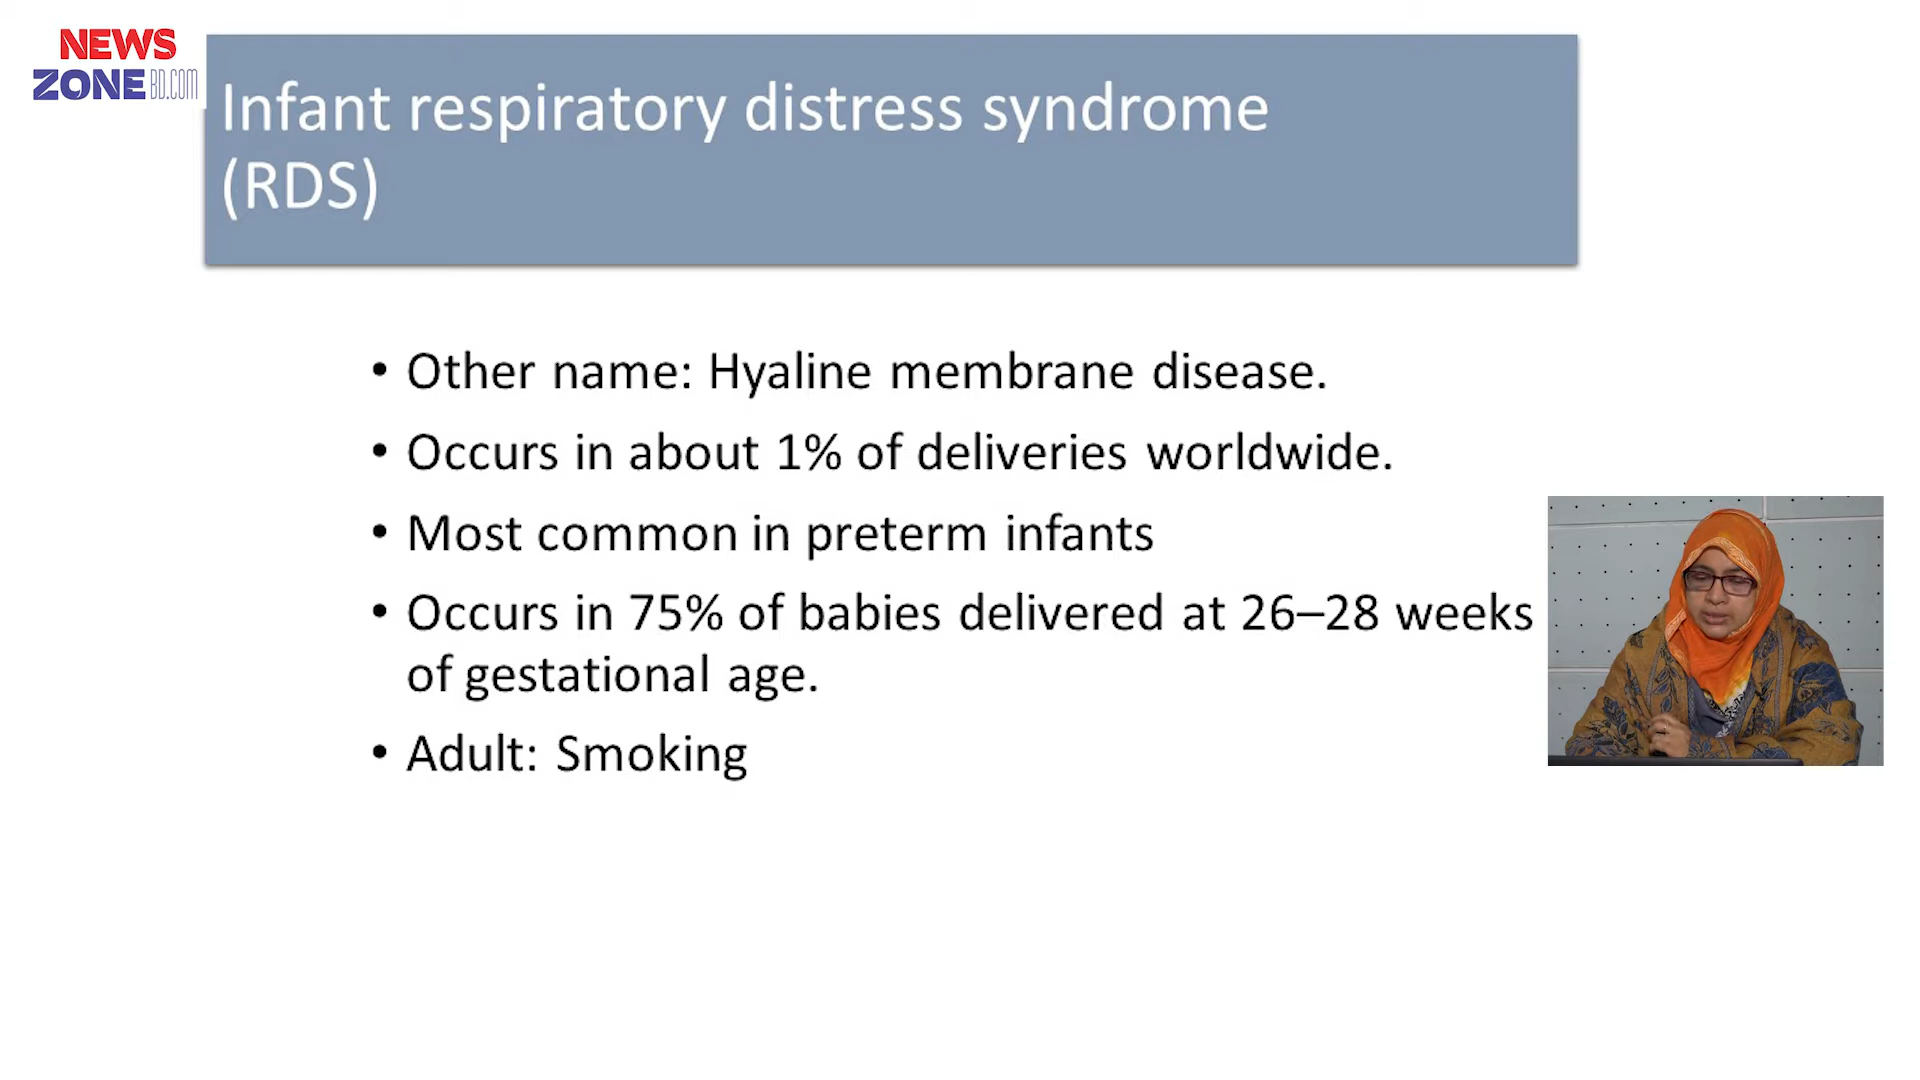 NEWS
ZONE BD.COM
Infant respiratory distress syndrome
(RDS)
• Other name: Hyaline membrane disease.
• Occurs in about 1% of deliveries worldwide.
• Most common in preterm infants
• Occurs in 75% of babies delivered at 26–28 weeks
of gestational age.
• Adult: Smoking